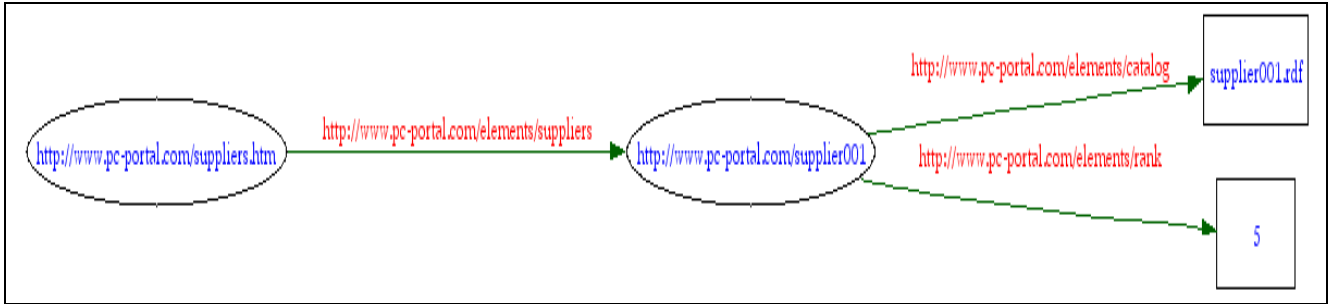 http://www.pc-portal.com/suppliers.htm
http://www.pc-portal.com/elements/suppliers
http://www.pc-portal.com/supplier001
http://www.pc-portal.com/elements/catalog
supplier001.rdf
http://www.pc-portal.com/elements/rank
5